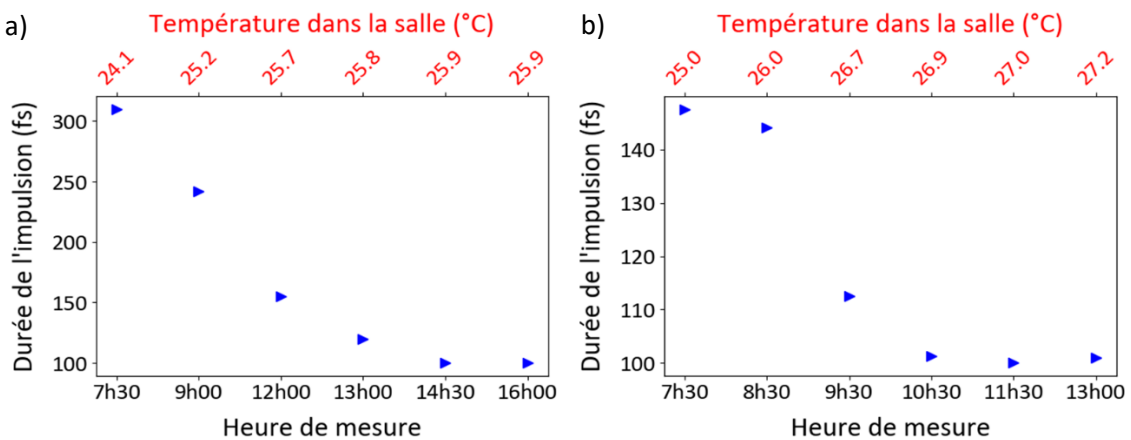 a)
Température dans la salle (°C)
24.1 25.2 25.7 25.8 25.9 25.9
Durée de l'impulsion (fs)
300
250
200
150
100
7h30 9h00 12h00 13h00 14h30 16h00
Heure de mesure
b)
Température dans la salle (°C)
25.0 26.0 26.7 26.9 27.0 27.2
Durée de l'impulsion (fs)
140
130
120
110
100
7h30 8h30 9h30 10h30 11h30 13h00
Heure de mesure